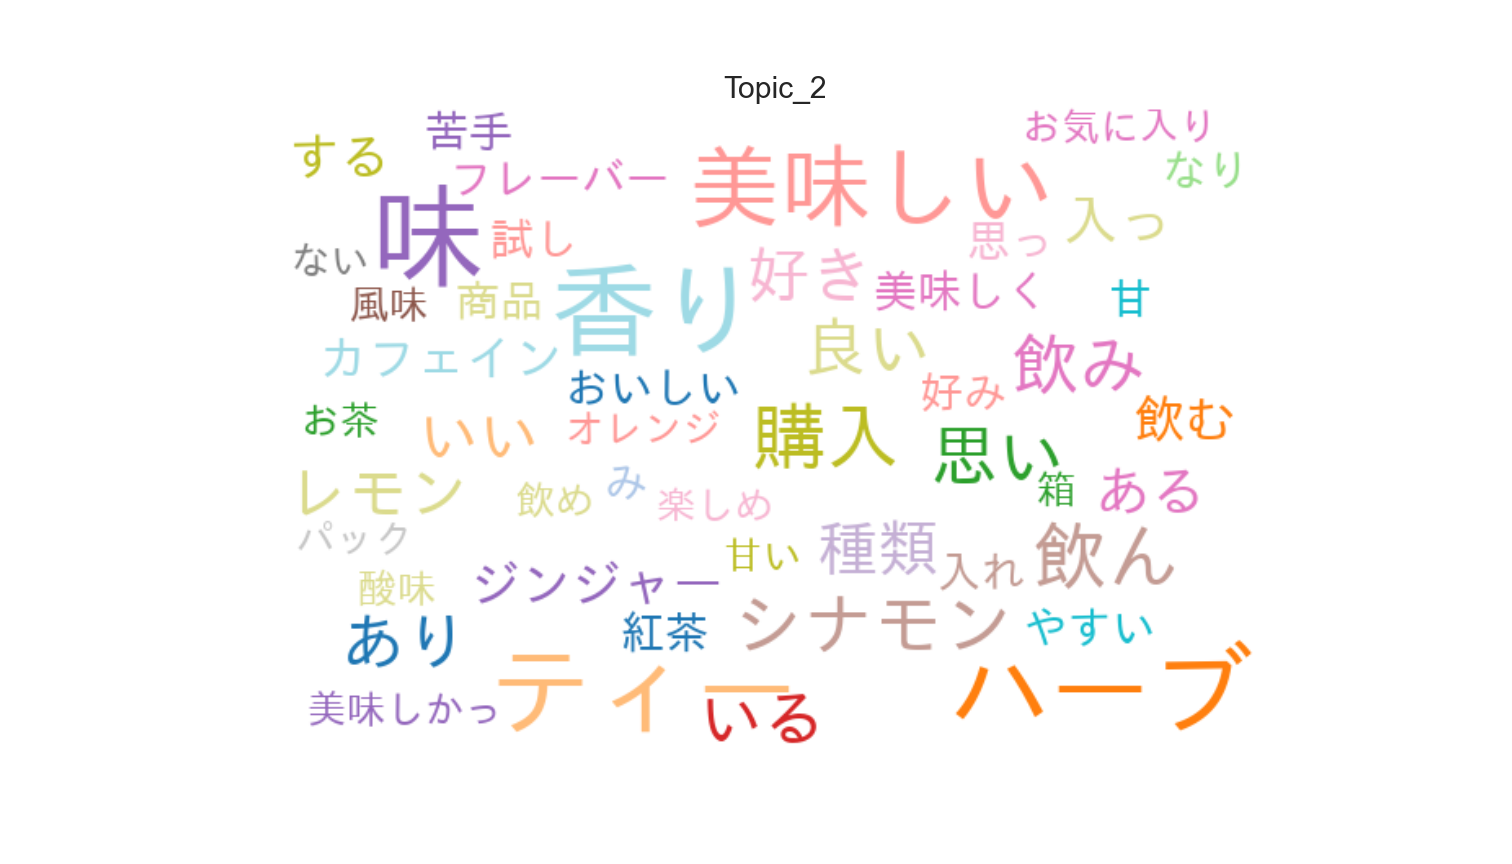 Topic_2
苦手
お気に入り
する
フレーバー
美味しい
なり
味
試し
思っ
入っ
ない
香り
好き
美味しく
甘
風味
商品
カフェイン
良い
飲み
おいしい
好み
お茶
いい
オレンジ
購入
思い
飲む
レモン
飲め
み
楽しめ
箱
ある
パック
甘い
種類
入れ
飲ん
酸味
ジンジャー
あり
紅茶
シナモン
やすい
美味しかっ
ティー
いる
ハーブ